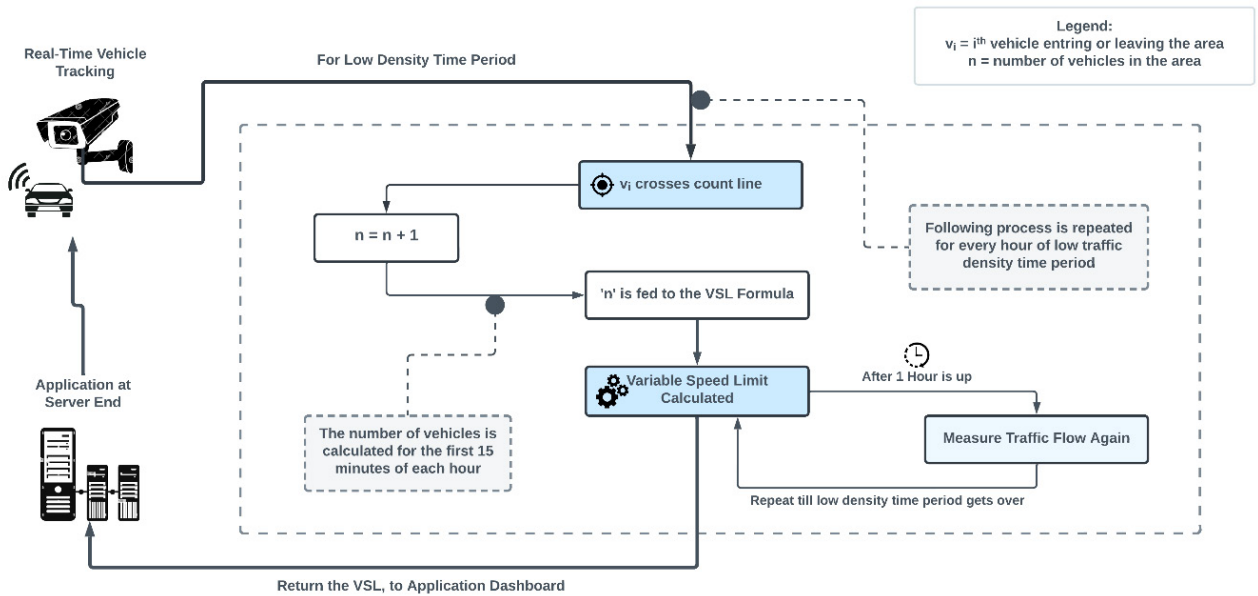 Legend:
vᵢ = iᵗʰ vehicle entring or leaving the area
n = number of vehicles in the area
Real-Time Vehicle
Tracking
For Low Density Time Period
vᵢ crosses count line
n = n + 1
Following process is repeated
for every hour of low traffic
density time period
'n' is fed to the VSL Formula
After 1 Hour is up
Variable Speed Limit
Calculated
Application at
Server End
The number of vehicles is
calculated for the first 15
minutes of each hour
Measure Traffic Flow Again
Repeat till low density time period gets over
Return the VSL, to Application Dashboard